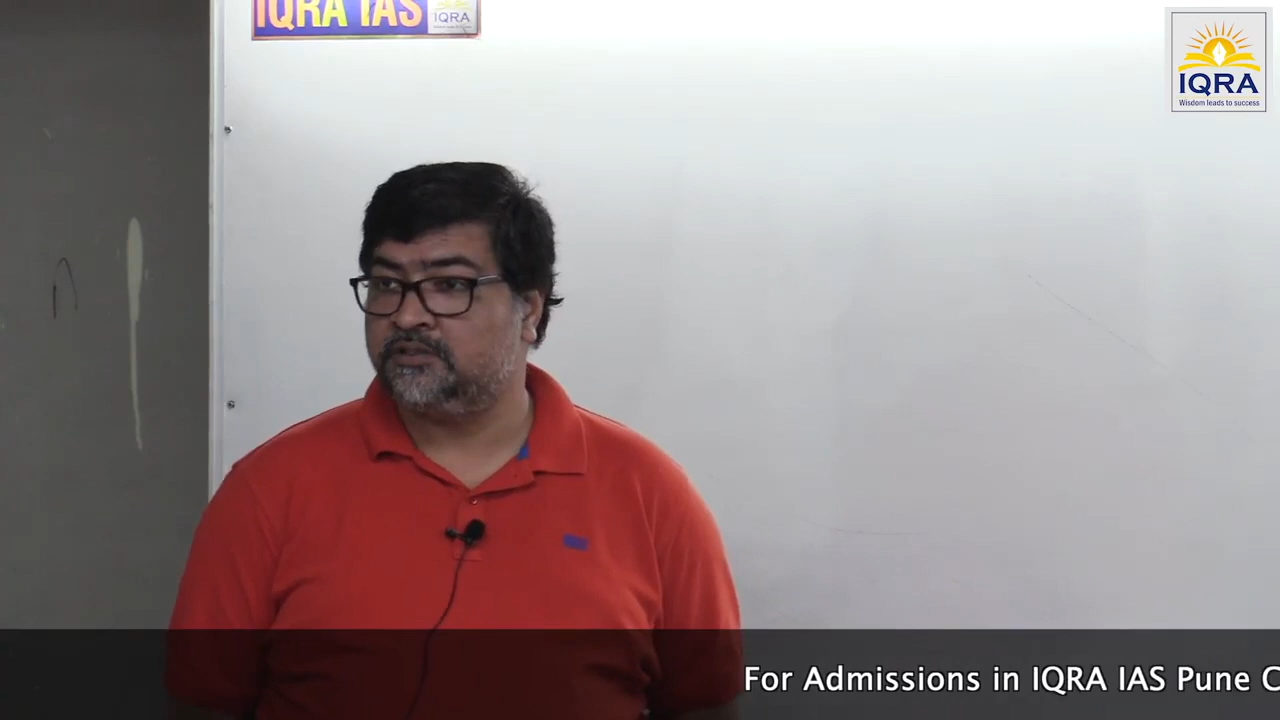 IQRA IAS
IQRA
IQRA
Wisdom leads to success
For Admissions in IQRA IAS Pune C